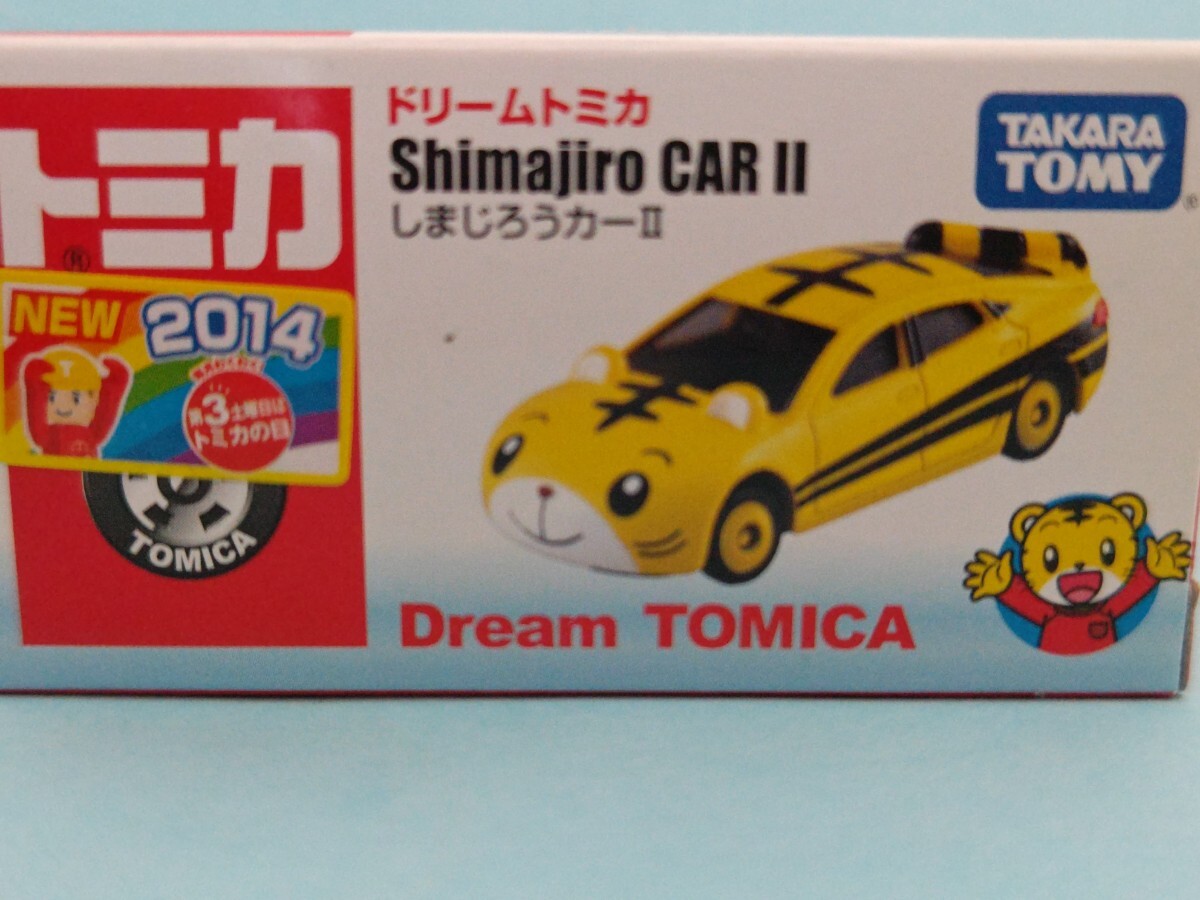 トミカ
®
NEW 2014
第3土曜日は
トミカの日
TOMICA
ドリームトミカ
Shimajiro CAR II
しまじろうカーII
Dream TOMICA
TAKARA
TOMY
®